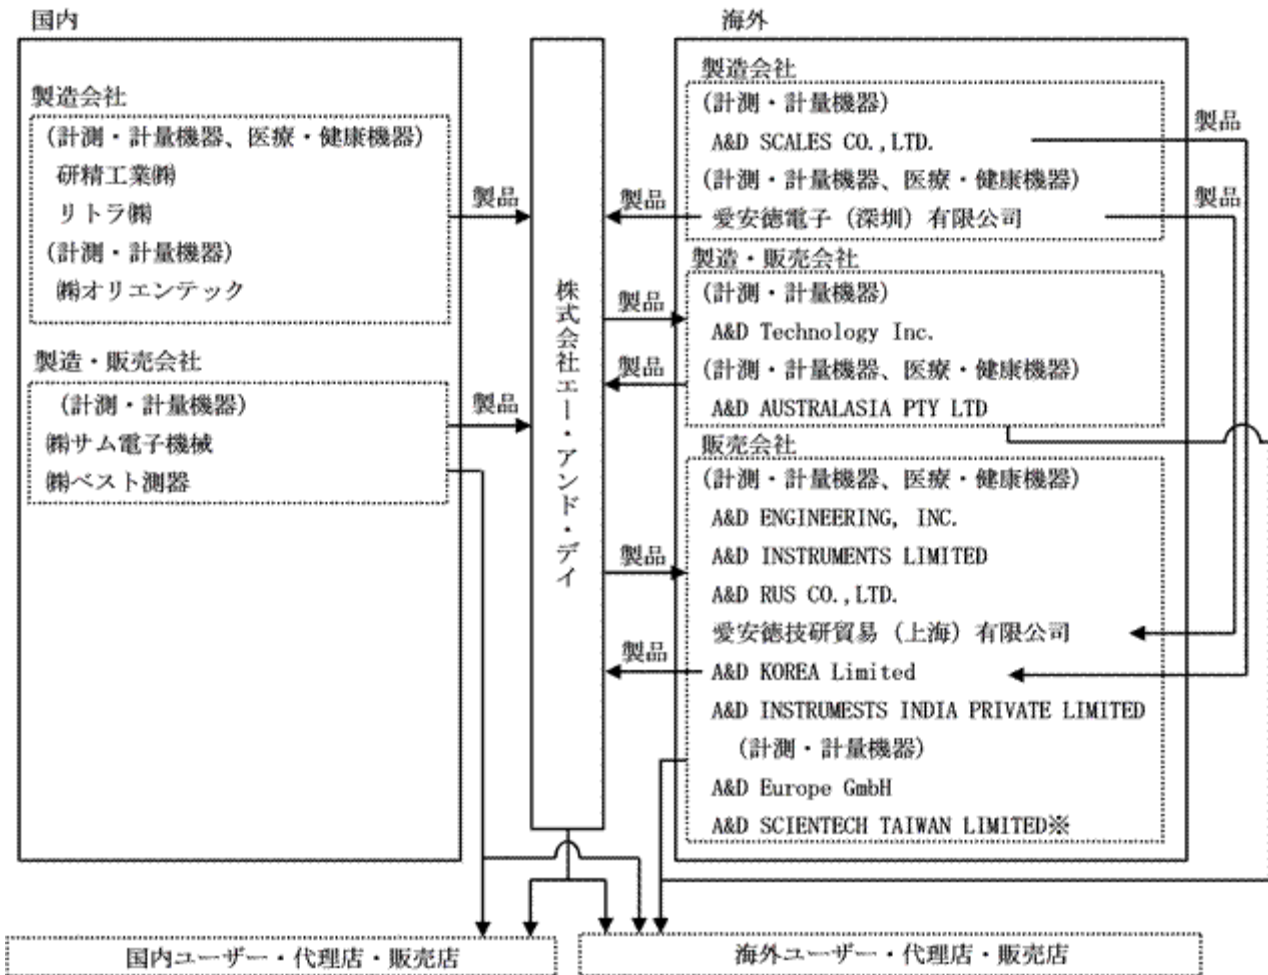 国内
製造会社
(計測・計量機器、医療・健康機器)
研精工業㈱
リトラ㈱
(計測・計量機器)
㈱オリエンテック
製品
製造・販売会社
(計測・計量機器)
㈱サム電子機械
㈱ベスト測器
製品
株式会社エー・アンド・デイ
海外
製造会社
(計測・計量機器)
A&D SCALES CO.,LTD.
製品
(計測・計量機器、医療・健康機器)
愛安徳電子（深圳）有限公司
製品
製品
製造・販売会社
(計測・計量機器)
A&D Technology Inc.
(計測・計量機器、医療・健康機器)
A&D AUSTRALASIA PTY LTD
製品
製品
販売会社
(計測・計量機器、医療・健康機器)
A&D ENGINEERING, INC.
A&D INSTRUMENTS LIMITED
A&D RUS CO.,LTD.
愛安徳技研貿易（上海）有限公司
A&D KOREA Limited
A&D INSTRUMESTS INDIA PRIVATE LIMITED
(計測・計量機器)
A&D Europe GmbH
A&D SCIENTECH TAIWAN LIMITED※
製品
製品
国内ユーザー・代理店・販売店
海外ユーザー・代理店・販売店